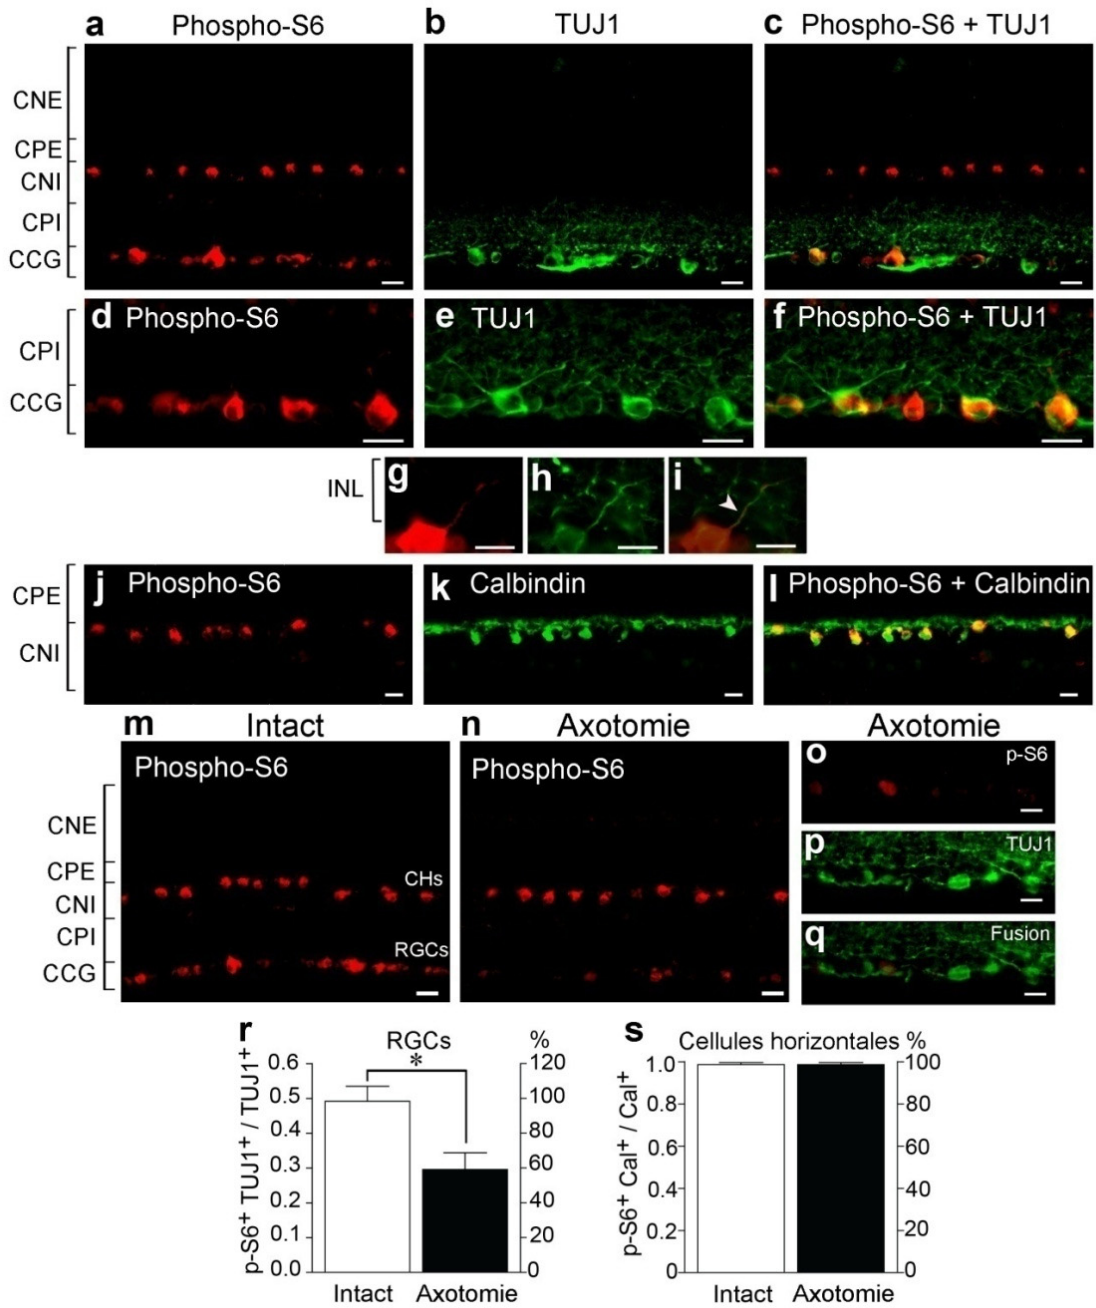 a Phospho-S6
b TUJ1
c Phospho-S6 + TUJ1
CNE
CPE
CNI
CPI
CCG
d Phospho-S6
e TUJ1
f Phospho-S6 + TUJ1
CPI
CCG
INL
g
h
i
j Phospho-S6
k Calbindin
l Phospho-S6 + Calbindin
CPE
CNI
m Intact
n Axotomie
Axotomie
Phospho-S6
Phospho-S6
CNE
CPE
CNI
CPI
CCG
CHs
RGCs
o p-S6
p TUJ1
q Fusion
r RGCs %
p-S6+ TUJ1+ / TUJ1+
0.6
0.5
0.4
0.3
0.2
0.1
0.0
*
120
100
80
60
40
20
0
Intact Axotomie
s Cellules horizontales %
p-S6+ Cal+ / Cal+
1.0
0.8
0.6
0.4
0.2
0
100
80
60
40
20
0
Intact Axotomie